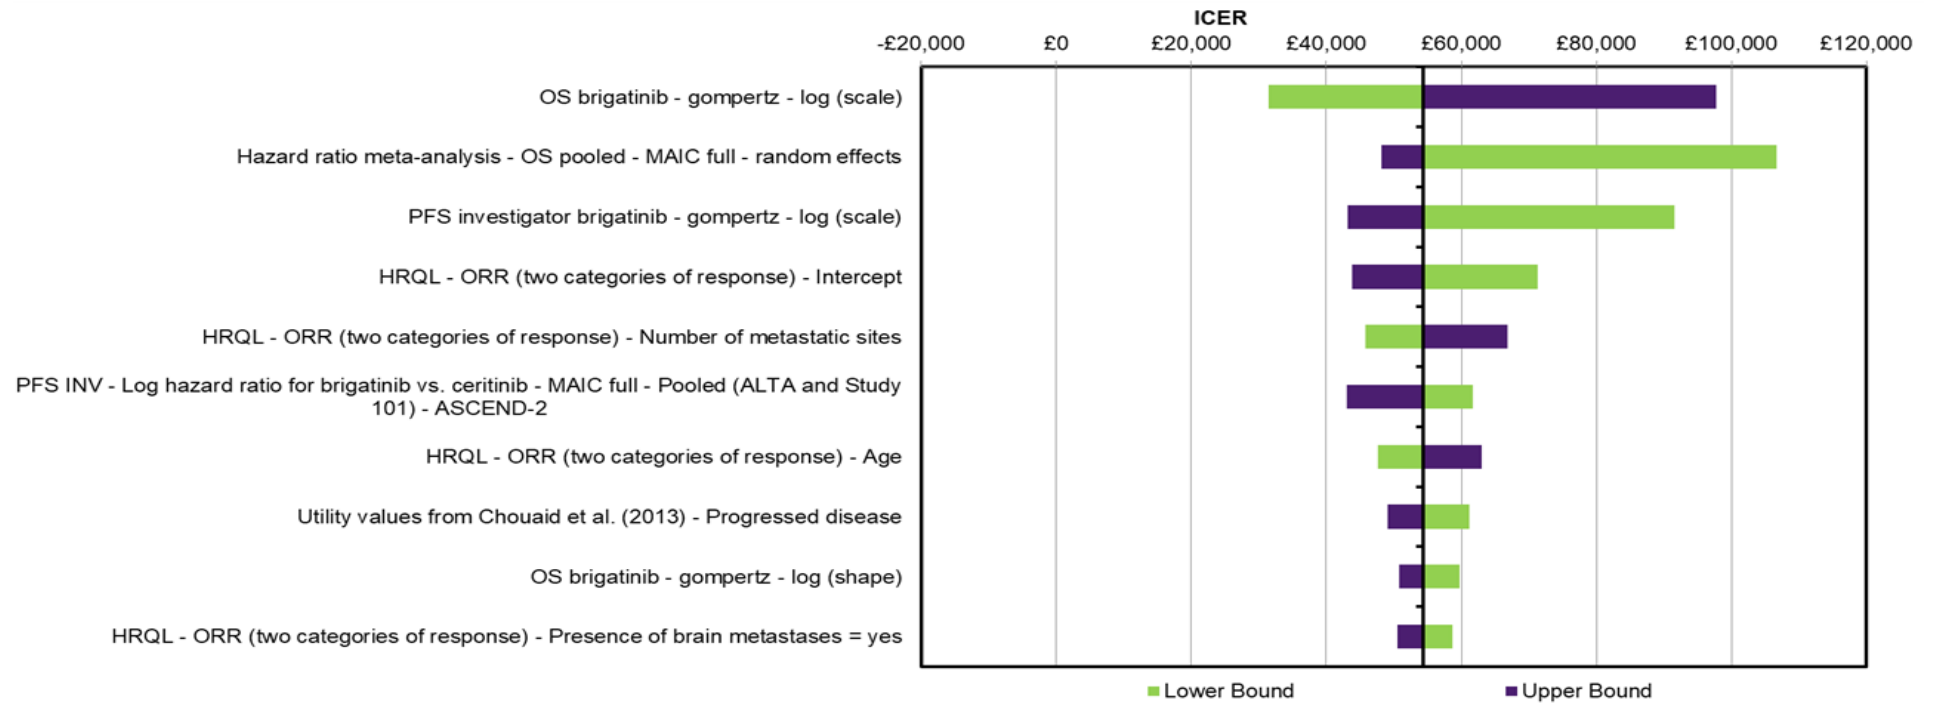 ICER
-£20,000 £0 £20,000 £40,000 £60,000 £80,000 £100,000 £120,000
OS brigatinib - gompertz - log (scale)
Hazard ratio meta-analysis - OS pooled - MAIC full - random effects
PFS investigator brigatinib - gompertz - log (scale)
HRQL - ORR (two categories of response) - Intercept
HRQL - ORR (two categories of response) - Number of metastatic sites
PFS INV - Log hazard ratio for brigatinib vs. ceritinib - MAIC full - Pooled (ALTA and Study
101) - ASCEND-2
HRQL - ORR (two categories of response) - Age
Utility values from Chouaid et al. (2013) - Progressed disease
OS brigatinib - gompertz - log (shape)
HRQL - ORR (two categories of response) - Presence of brain metastases = yes
Lower Bound Upper Bound